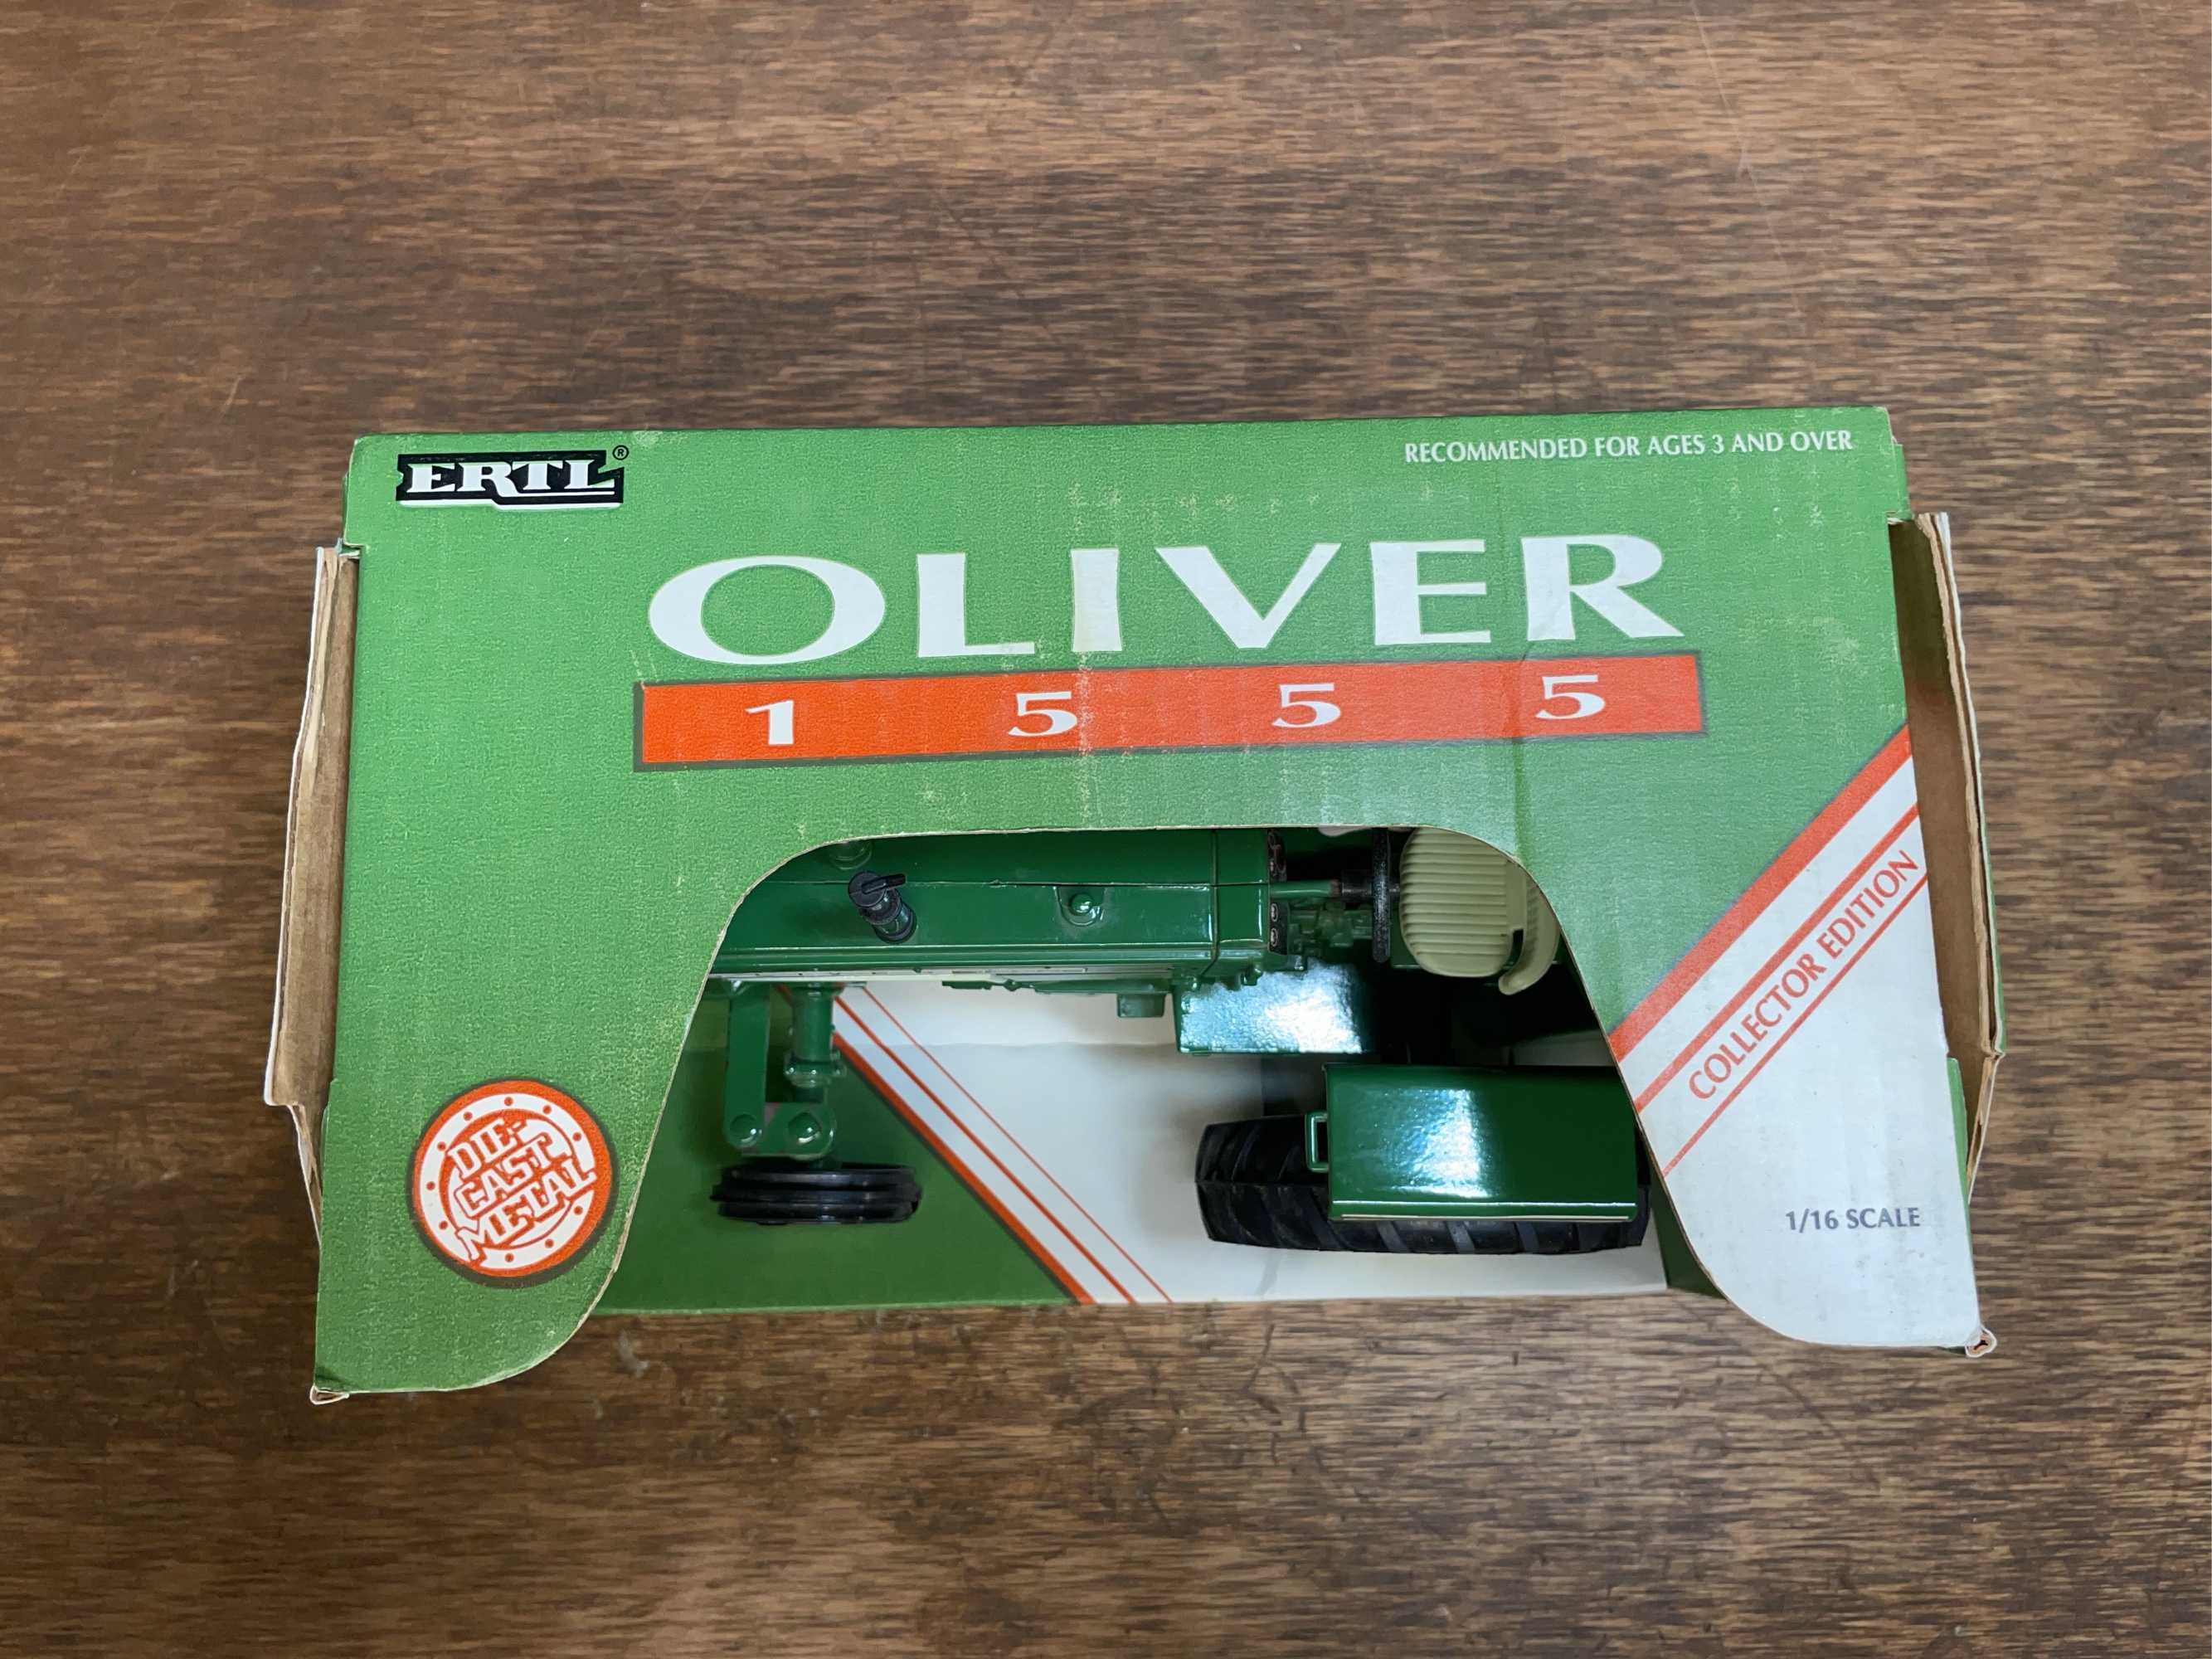 ERTL®
RECOMMENDED FOR AGES 3 AND OVER
OLIVER
1 5 5 5
COLLECTOR EDITION
DIE-
CAST
METAL
1/16 SCALE